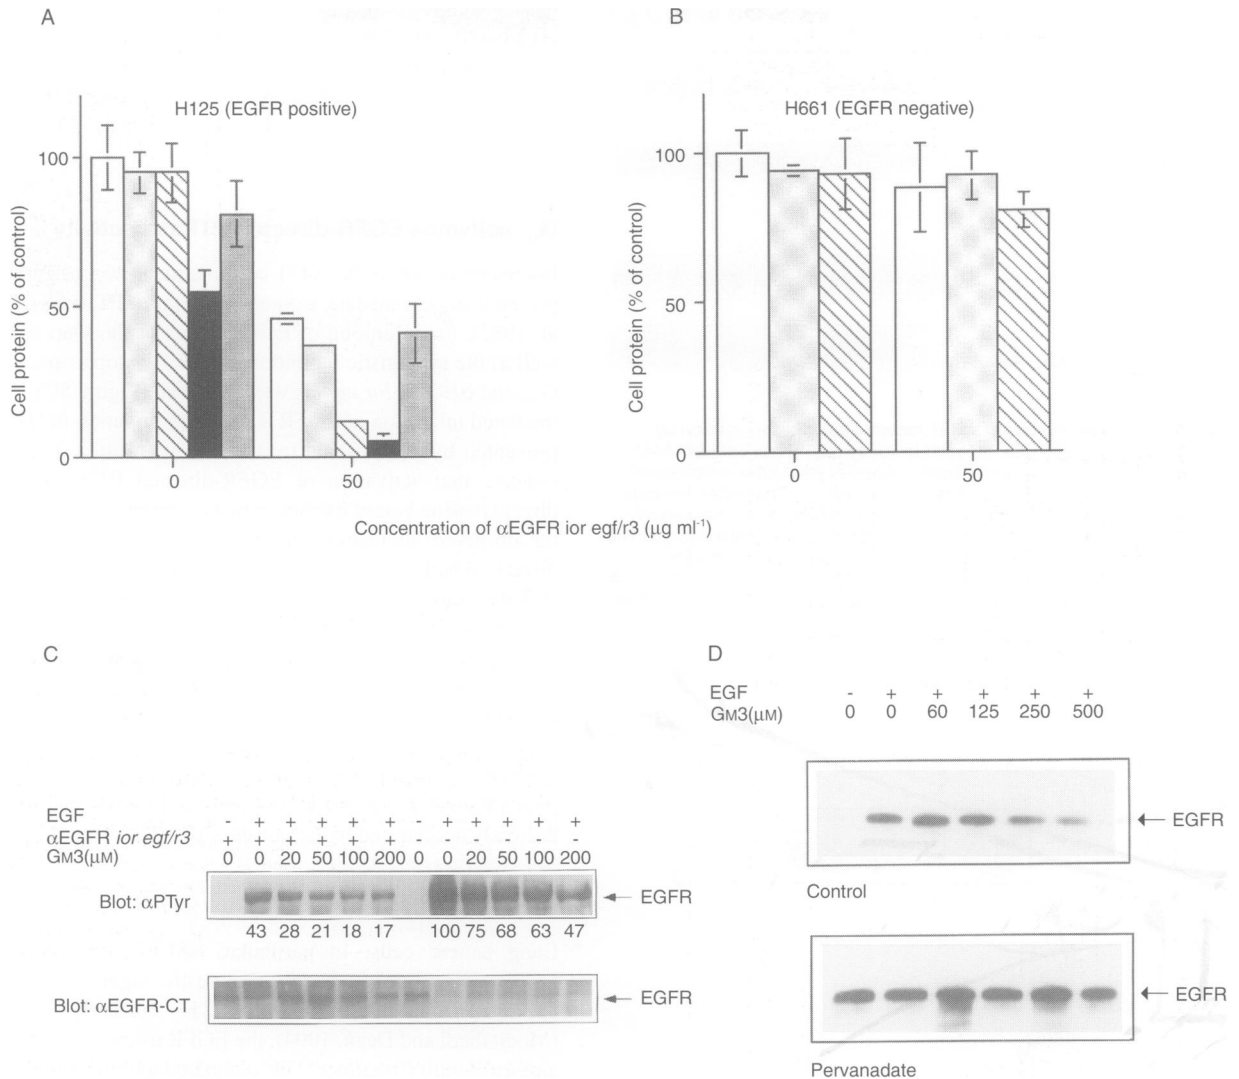 A
B
H125 (EGFR positive)
H661 (EGFR negative)
Cell protein (% of control)
100
50
0
0
50
Cell protein (% of control)
100
50
0
0
50
Concentration of αEGFR ior egf/r3 (μg ml⁻¹)
C
EGF - + + + + + - + + + + +
αEGFR ior egf/r3 + + + + + + - - - - - -
GM3(μM) 0 0 20 50 100 200 0 0 20 50 100 200
Blot: αPTyr
EGFR
43 28 21 18 17 100 75 68 63 47
Blot: αEGFR-CT
EGFR
D
EGF - + + + + +
GM3(μM) 0 0 60 125 250 500
EGFR
Control
EGFR
Pervanadate